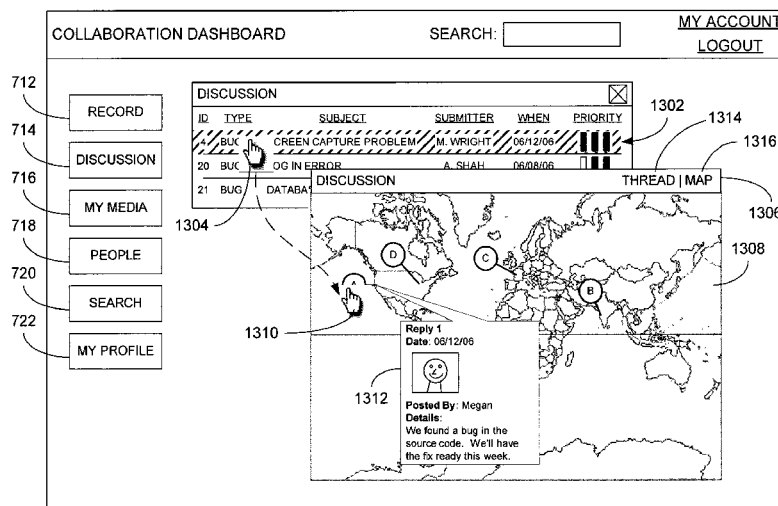 COLLABORATION DASHBOARD SEARCH: MY ACCOUNT
LOGOUT
712
RECORD
714
DISCUSSION
716
MY MEDIA
718
PEOPLE
720
SEARCH
722
MY PROFILE
DISCUSSION
ID TYPE SUBJECT SUBMITTER WHEN PRIORITY
4 BUG CREEN CAPTURE PROBLEM M. WRIGHT 06/12/06
20 BUG OG IN ERROR A. SHAH 06/08/06
21 BUG DATABA
1302
1314
1316
1306
1308
1304
1310
1312
DISCUSSION THREAD | MAP
D
C
B
A
Reply 1
Date: 06/12/06
Posted By: Megan
Details:
We found a bug in the
source code. We'll have
the fix ready this week.